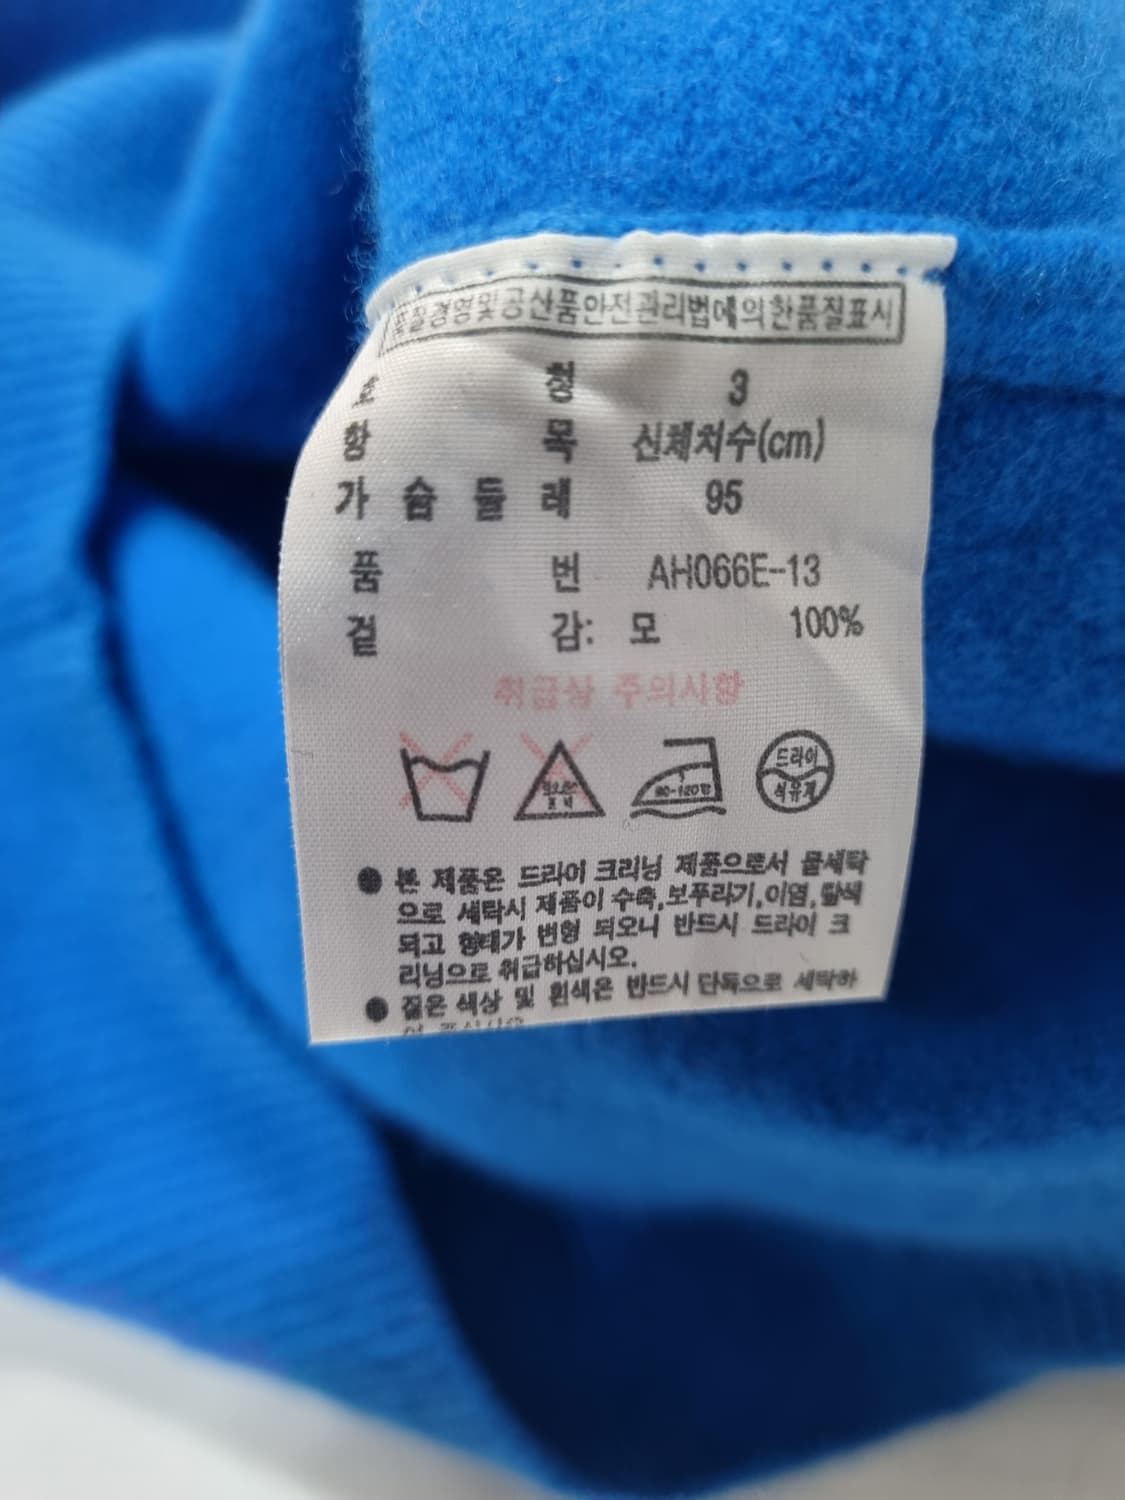 품질경영및공산품안전관리법에의한품질표시
호 칭 3
항 목 신체치수(cm)
가 슴 둘 레 95
품 번 AH066E-13
겉 감: 모 100%
취급상 주의사항
80-120℃ 드라이
석유계
● 본 제품은 드라이 크리닝 제품으로서 물세탁
으로 세탁시 제품이 수축,보푸라기,이염,탈색
되고 형태가 변형 되오니 반드시 드라이 크
리닝으로 취급하십시오.
● 짙은 색상 및 흰색은 반드시 단독으로 세탁하